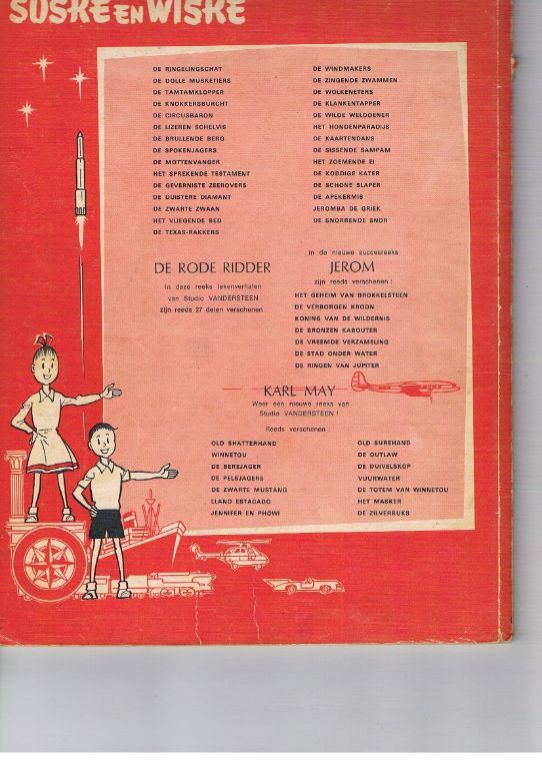 SUSKE EN WISKE
DE RINGELINGSCHAT
DE DOLLE MUSKETIERS
DE TAMTAMKLOPPER
DE KNOKKERSBURCHT
DE CIRCUSBARON
DE IJZEREN SCHELVIS
DE BRULLENDE BERG
DE SPOKENJAGERS
DE MOTTENVANGER
HET SPREKENDE TESTAMENT
DE GEVERNISTE ZEEROVERS
DE DUISTERE DIAMANT
DE ZWARTE ZWAAN
HET VLIEGENDE BED
DE TEXAS-RAKKERS
DE WINDMAKERS
DE ZINGENDE ZWAMMEN
DE WOLKENETERS
DE KLANKENTAPPER
DE WILDE WELDOENER
HET HONDENPARADIJS
DE KAARTENDANS
DE SISSENDE SAMPAM
HET ZOEMENDE EI
DE KODDIGE KATER
DE SCHONE SLAPER
DE APEKERMIS
JEROMBA DE GRIEK
DE SNORRENDE SNOR
DE RODE RIDDER
In deze reeks tekenverhalen
van Studio VANDERSTEEN
zijn reeds 27 delen verschenen
In de nieuwe succesreeks
JEROM
zijn reeds verschenen :
HET GEHEIM VAN BROKKELSTEEN
DE VERBORGEN KROON
KONING VAN DE WILDERNIS
DE BRONZEN KABOUTER
DE VREEMDE VERZAMELING
DE STAD ONDER WATER
DE RINGEN VAN JUPITER
KARL MAY
Weer een nieuwe reeks van
Studio VANDERSTEEN !
Reeds verschenen
OLD SHATTERHAND
WINNETOU
DE BEREJAGER
DE PELSJAGERS
DE ZWARTE MUSTANG
LLANO ESTACADO
JENNIFER EN PHOWI
OLD SUREHAND
DE OUTLAW
DE DUIVELSKOP
VUURWATER
DE TOTEM VAN WINNETOU
HET MASKER
DE ZILVERBUKS